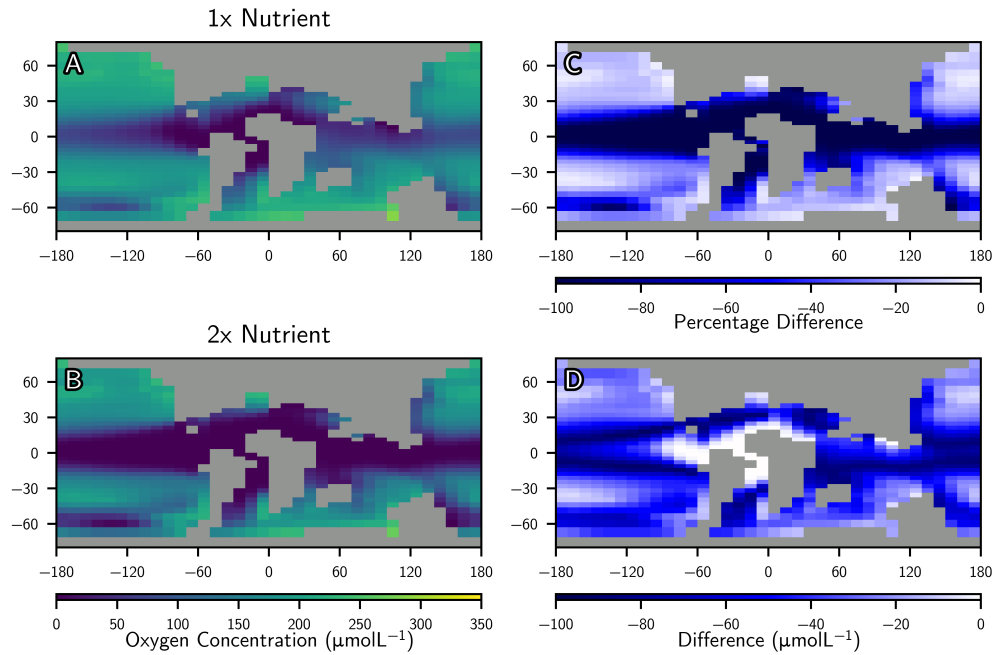 1x Nutrient
A
60
30
0
−30
−60
−180 −120 −60 0 60 120 180
C
60
30
0
−30
−60
−180 −120 −60 0 60 120 180
−100 −80 −60 −40 −20 0
Percentage Difference
2x Nutrient
B
60
30
0
−30
−60
−180 −120 −60 0 60 120 180
0 50 100 150 200 250 300 350
Oxygen Concentration (μmolL⁻¹)
D
60
30
0
−30
−60
−180 −120 −60 0 60 120 180
−100 −80 −60 −40 −20 0
Difference (μmolL⁻¹)